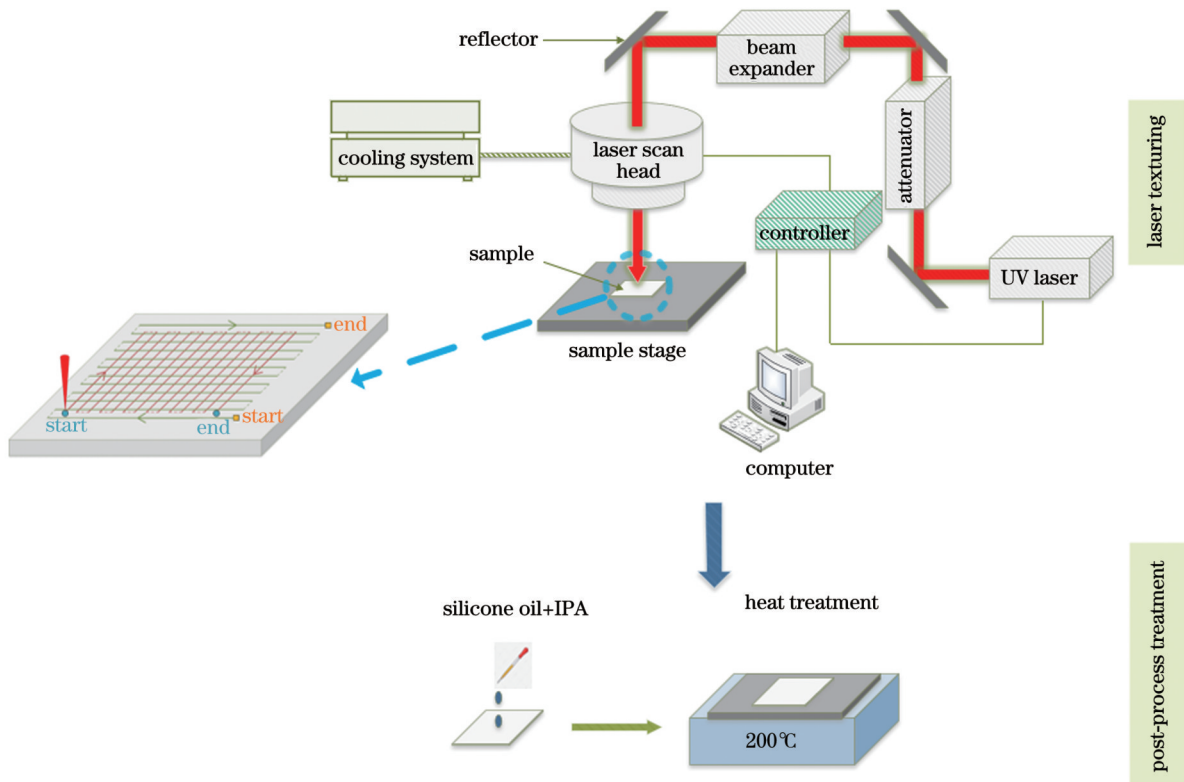 reflector
beam
expander
cooling system
laser scan
head
attenuator
laser texturing
controller
sample
UV laser
sample stage
end
start
end
start
computer
silicone oil+IPA
heat treatment
200℃
post-process treatment